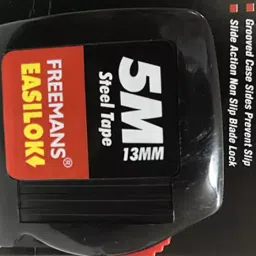 FREEMANS®
EASILOK
5M
Steel Tape
13MM
Grooved Case Sides Prevent Slip
Slide Action Non Slip Blade Lock